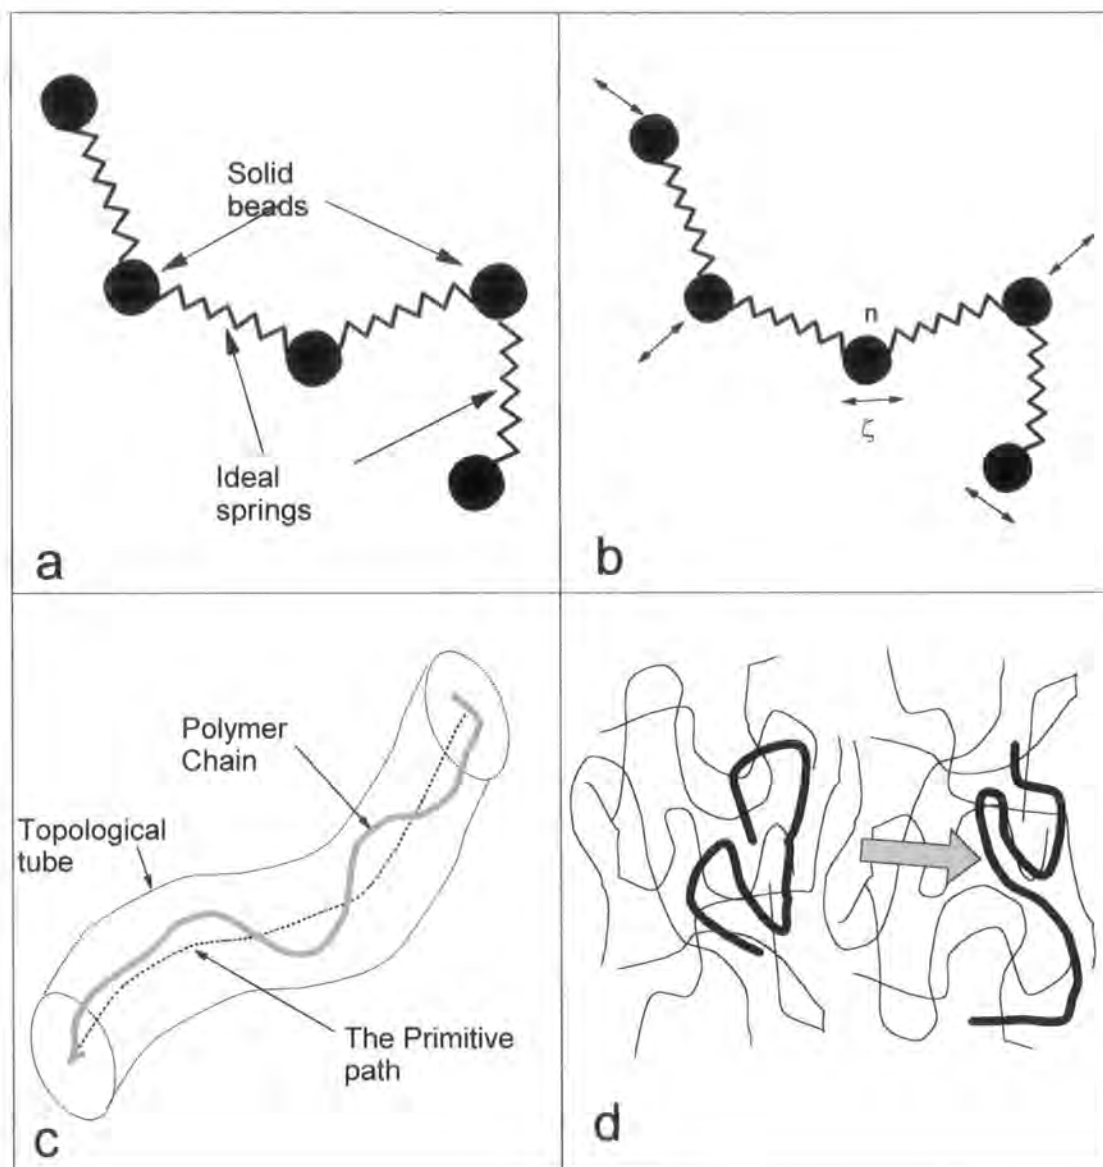 Solid
beads
Ideal
springs
a
n
ζ
b
Polymer
Chain
Topological
tube
The Primitive
path
c
d